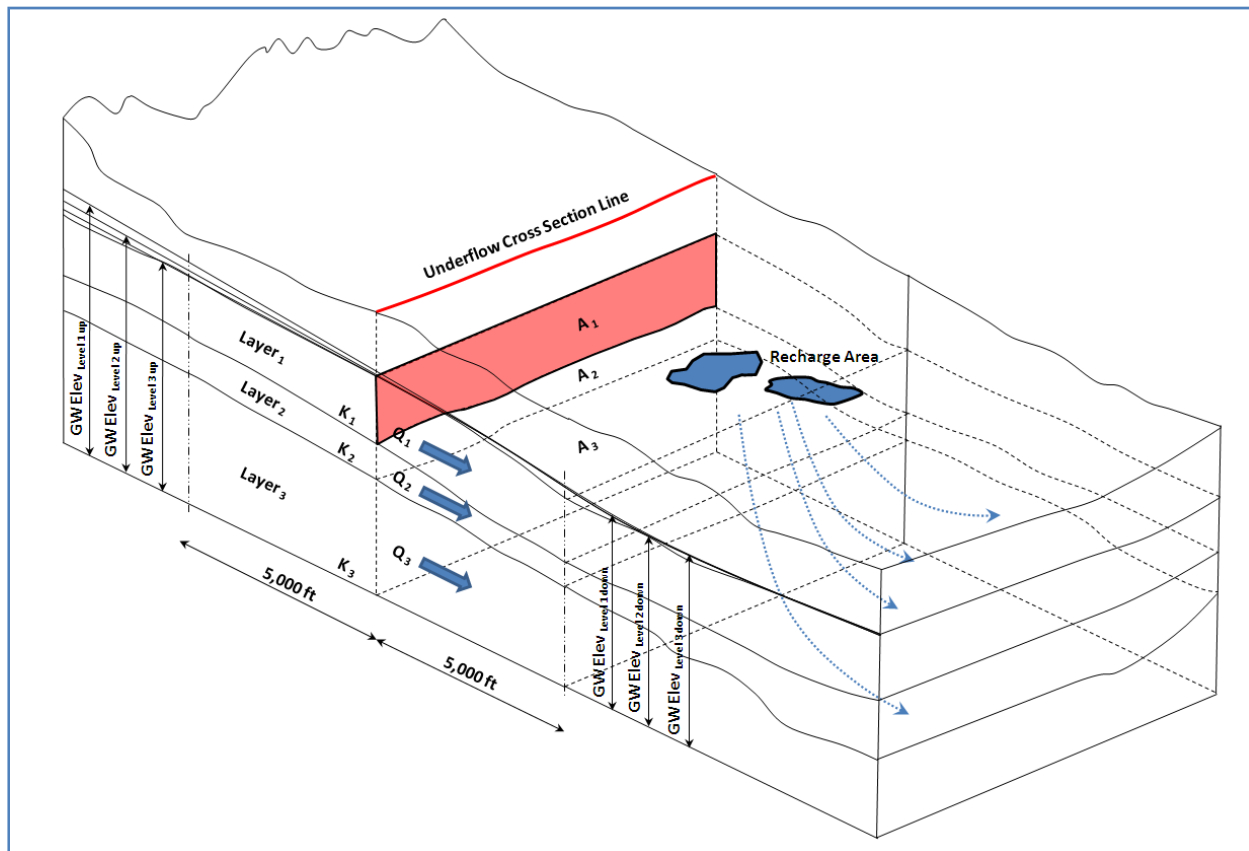 Underflow Cross Section Line
A1
A2
A3
Recharge Area
Layer1
Layer2
Layer3
K1
K2
K3
Q1
Q2
Q3
GW Elev Level 1 up
GW Elev Level 2 up
GW Elev Level 3 up
5,000 ft
5,000 ft
GW Elev Level 1 down
GW Elev Level 2 down
GW Elev Level 3 down